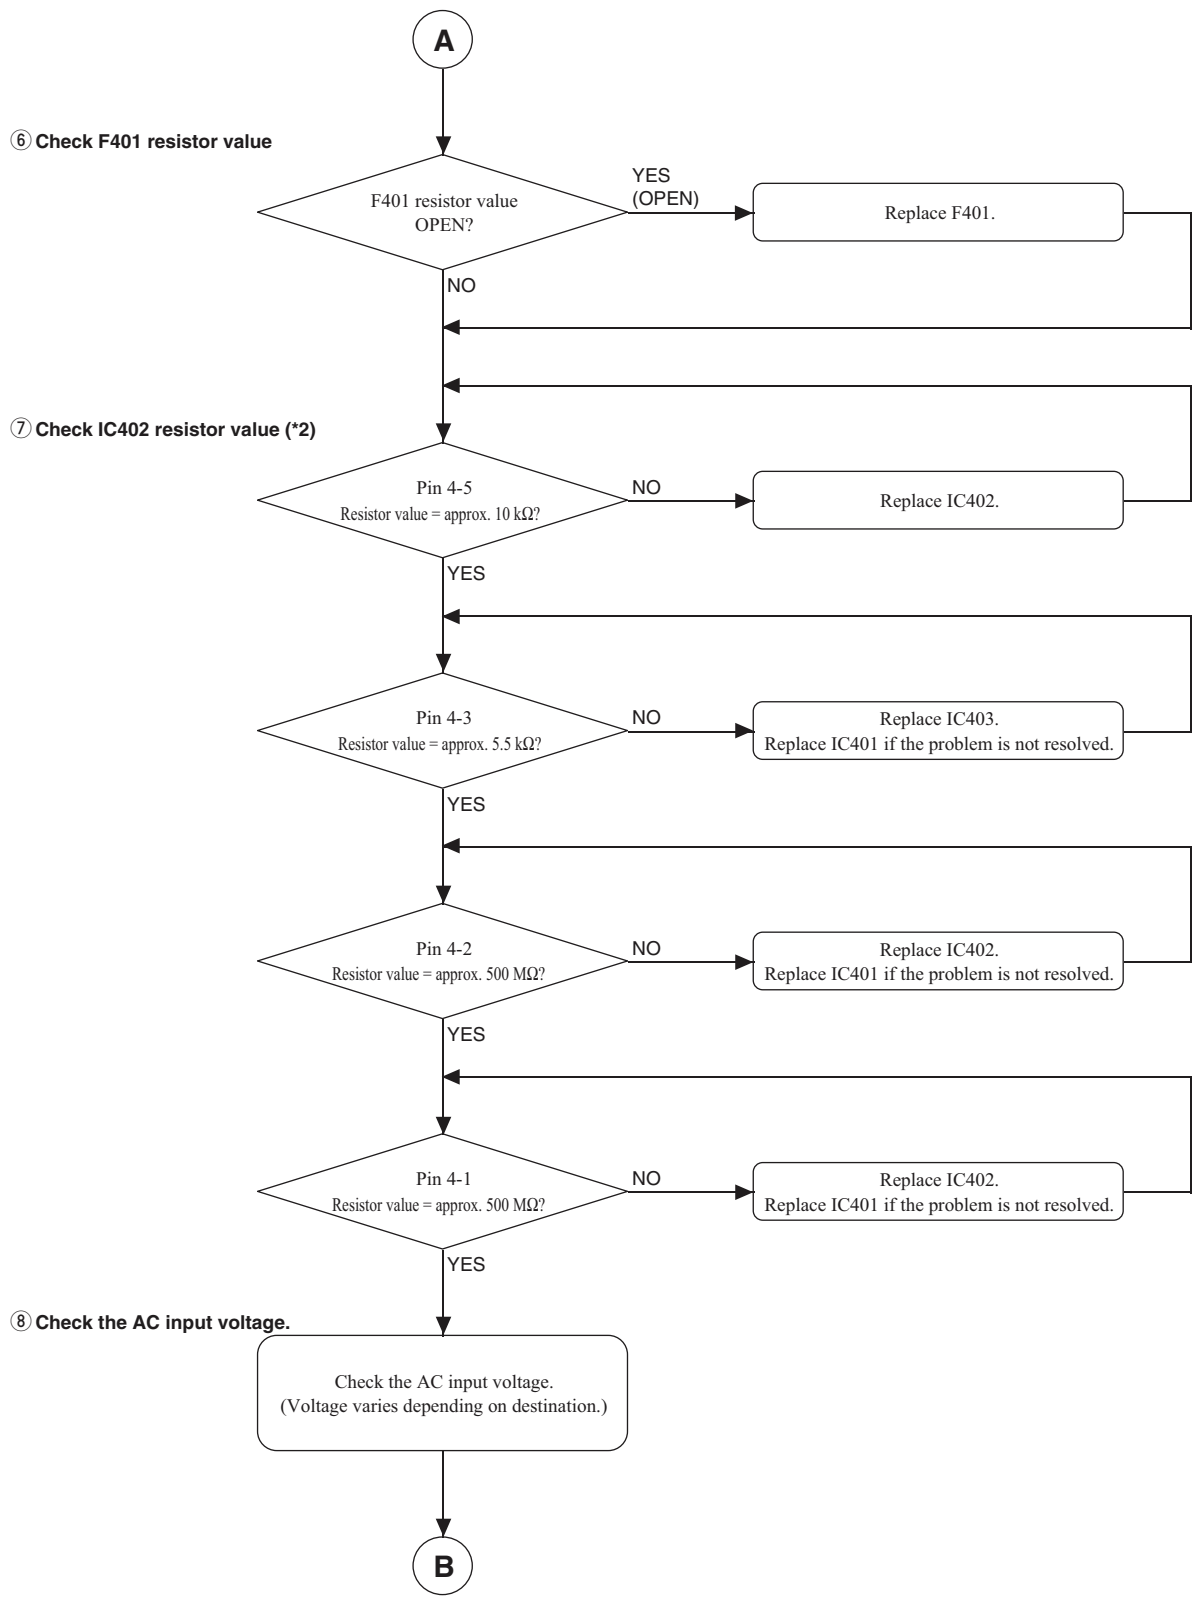 A
⑥ Check F401 resistor value
F401 resistor value
OPEN?
YES
(OPEN)
Replace F401.
NO
⑦ Check IC402 resistor value (*2)
Pin 4-5
Resistor value = approx. 10 kΩ?
NO
Replace IC402.
YES
Pin 4-3
Resistor value = approx. 5.5 kΩ?
NO
Replace IC403.
Replace IC401 if the problem is not resolved.
YES
Pin 4-2
Resistor value = approx. 500 MΩ?
NO
Replace IC402.
Replace IC401 if the problem is not resolved.
YES
Pin 4-1
Resistor value = approx. 500 MΩ?
NO
Replace IC402.
Replace IC401 if the problem is not resolved.
YES
⑧ Check the AC input voltage.
Check the AC input voltage.
(Voltage varies depending on destination.)
B